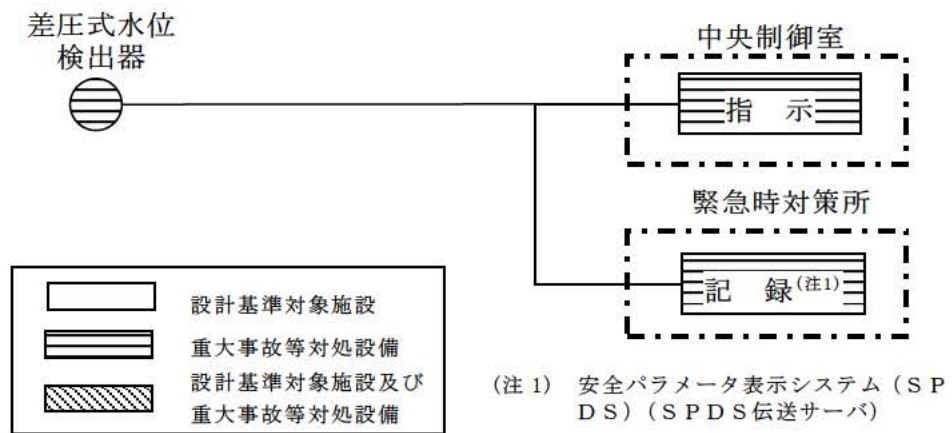 差圧式水位
検出器
中央制御室
指 示
緊急時対策所
記 録(注1)
設計基準対象施設
重大事故等対処設備
設計基準対象施設及び
重大事故等対処設備
(注 1) 安全パラメータ表示システム (SP
DS) (SPDS伝送サーバ)